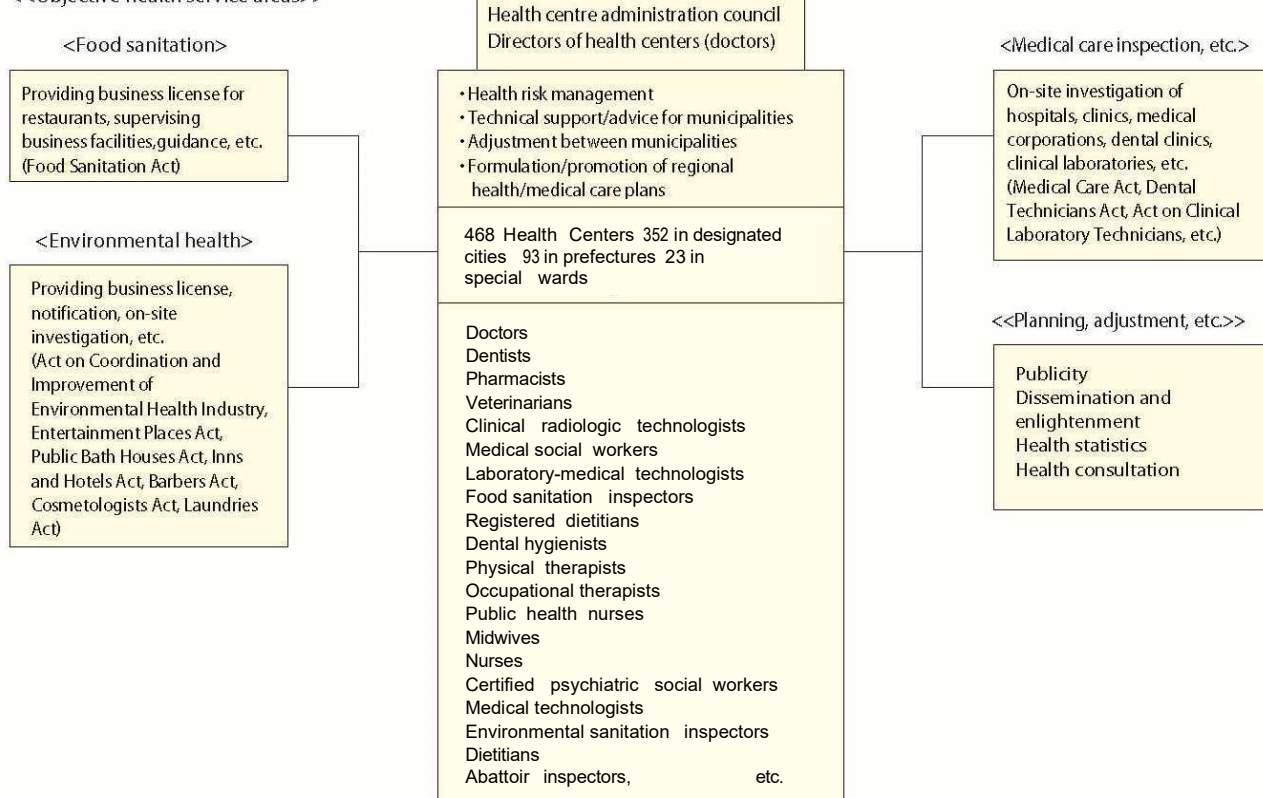 <Food sanitation>
Providing business license for
restaurants, supervising
business facilities,guidance, etc.
(Food Sanitation Act)
<Environmental health>
Providing business license,
notification, on-site
investigation, etc.
(Act on Coordination and
Improvement of
Environmental Health Industry,
Entertainment Places Act,
Public Bath Houses Act, Inns
and Hotels Act, Barbers Act,
Cosmetologists Act, Laundries
Act)
Health centre administration council
Directors of health centers (doctors)
・Health risk management
・Technical support/advice for municipalities
・Adjustment between municipalities
・Formulation/promotion of regional
health/medical care plans
468 Health Centers 352 in designated
cities 93 in prefectures 23 in
special wards
Doctors
Dentists
Pharmacists
Veterinarians
Clinical radiologic technologists
Medical social workers
Laboratory-medical technologists
Food sanitation inspectors
Registered dietitians
Dental hygienists
Physical therapists
Occupational therapists
Public health nurses
Midwives
Nurses
Certified psychiatric social workers
Medical technologists
Environmental sanitation inspectors
Dietitians
Abattoir inspectors, etc.
<Medical care inspection, etc.>
On-site investigation of
hospitals, clinics, medical
corporations, dental clinics,
clinical laboratories, etc.
(Medical Care Act, Dental
Technicians Act, Act on Clinical
Laboratory Technicians, etc.)
<<Planning, adjustment, etc.>>
Publicity
Dissemination and
enlightenment
Health statistics
Health consultation